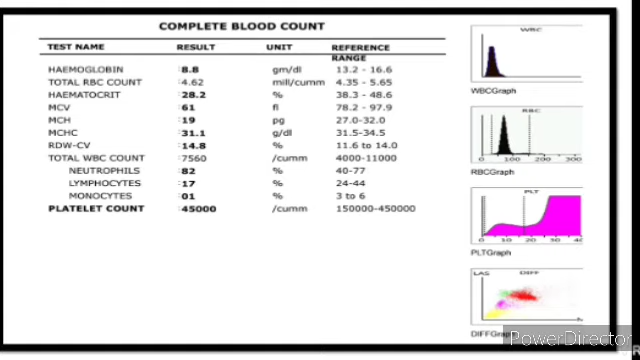 COMPLETE BLOOD COUNT
TEST NAME RESULT UNIT REFERENCE RANGE
HAEMOGLOBIN :8.8 gm/dl 13.2 - 16.6
TOTAL RBC COUNT :4.62 mill/cumm 4.35 - 5.65
HAEMATOCRIT :28.2 % 38.3 - 48.6
MCV :61 fl 78.2 - 97.9
MCH :19 pg 27.0-32.0
MCHC :31.1 g/dl 31.5-34.5
RDW-CV :14.8 % 11.6 to 14.0
TOTAL WBC COUNT :7560 /cumm 4000-11000
NEUTROPHILS :82 % 40-77
LYMPHOCYTES :17 % 24-44
MONOCYTES :01 % 3 to 6
PLATELET COUNT :45000 /cumm 150000-450000
WBC
WBCGraph
RBC
0 100 200 300
RBCGraph
PLT
0 10 20 30
PLTGraph
LAS DIFF
DIFFGraph
PowerDirector